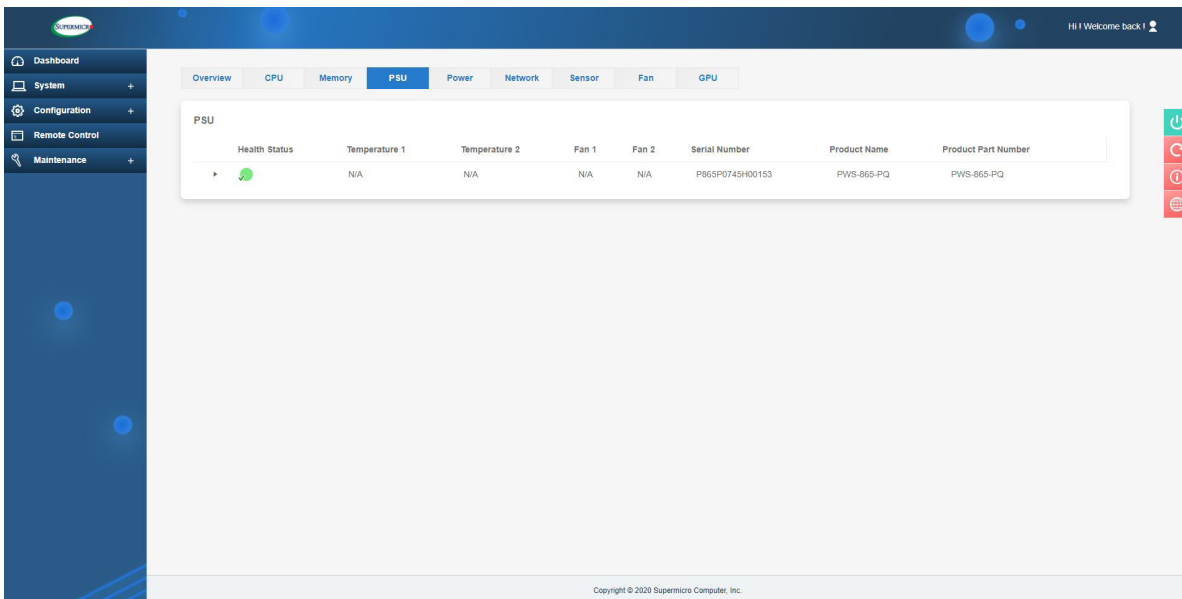 SUPERMICRO
Hi ! Welcome back !
Dashboard
System +
Configuration +
Remote Control
Maintenance +
Overview CPU Memory PSU Power Network Sensor Fan GPU
PSU
Health Status Temperature 1 Temperature 2 Fan 1 Fan 2 Serial Number Product Name Product Part Number
N/A N/A N/A N/A P865P0745H00153 PWS-865-PQ PWS-865-PQ
Copyright © 2020 Supermicro Computer, Inc.